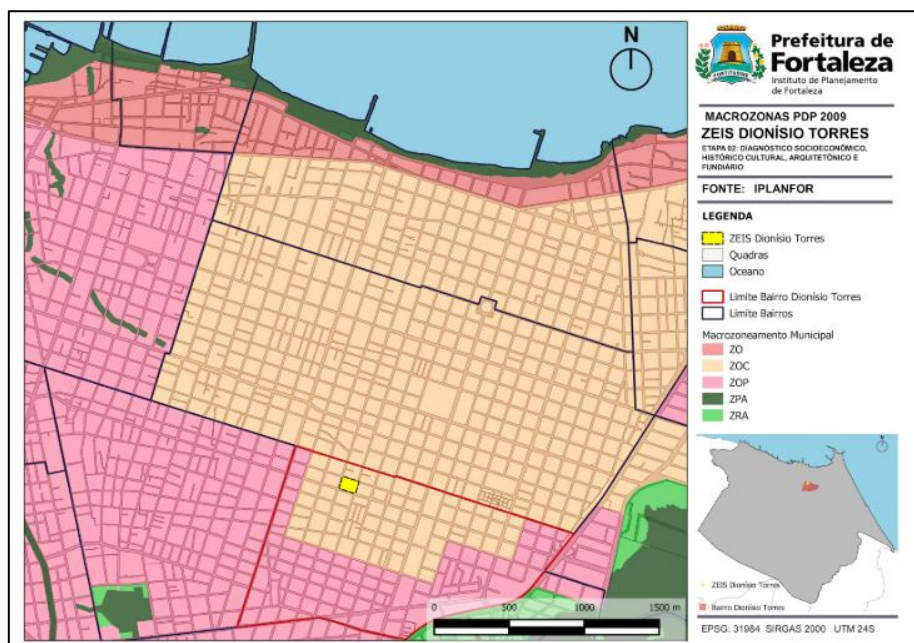 N
Prefeitura de
Fortaleza
Instituto de Planejamento
de Fortaleza
MACROZONAS PDP 2009
ZEIS DIONÍSIO TORRES
ETAPA 02: DIAGNÓSTICO SOCIOECONÔMICO,
HISTÓRICO CULTURAL, ARQUITETÔNICO E
FUNDIÁRIO
FONTE: IPLANFOR
LEGENDA
ZEIS Dionísio Torres
Quadras
Oceano
Limite Bairro Dionísio Torres
Limite Bairros
Macrozoneamento Municipal
ZO
ZOC
ZOP
ZPA
ZRA
ZEIS Dionísio Torres
Bairro Dionísio Torres
0 500 1000 1500 m
EPSG: 31984 SIRGAS 2000 UTM 24S